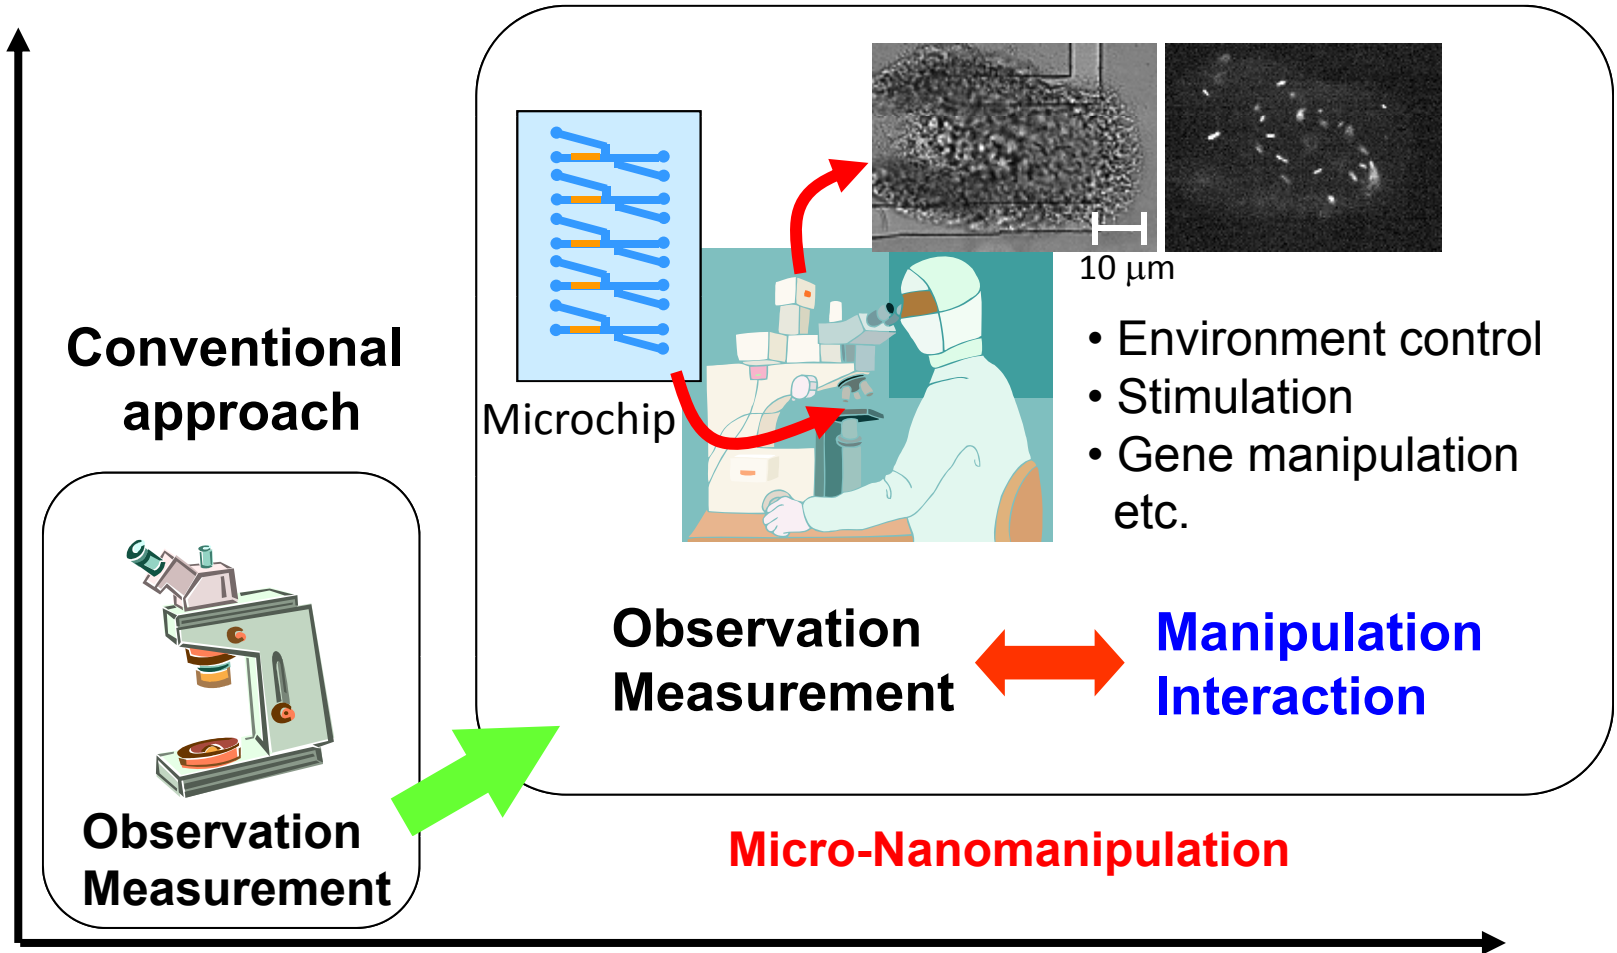 Conventional
approach
Observation
Measurement
Microchip
10 μm
• Environment control
• Stimulation
• Gene manipulation
etc.
Observation
Measurement
Manipulation
Interaction
Micro-Nanomanipulation